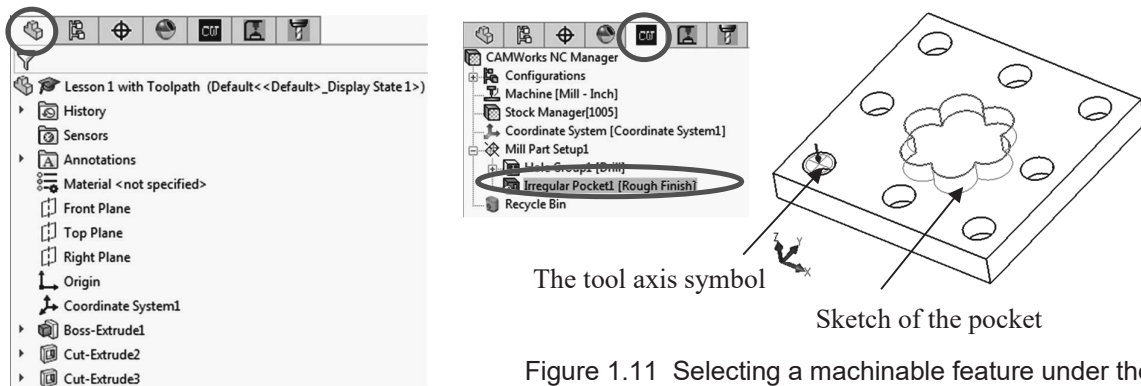 Lesson 1 with Toolpath (Default<<Default>_Display State 1>)
History
Sensors
A Annotations
Material <not specified>
Front Plane
Top Plane
Right Plane
Origin
Coordinate System1
Boss-Extrude1
Cut-Extrude2
Cut-Extrude3
CAMWorks NC Manager
Configurations
Machine [Mill - Inch]
Stock Manager[1005]
Coordinate System [Coordinate System1]
Mill Part Setup1
Hole Group1 [Drill]
Irregular Pocket1 [Rough Finish]
Recycle Bin
Z
Y
X
The tool axis symbol
Sketch of the pocket
Figure 1.11 Selecting a machinable feature under the